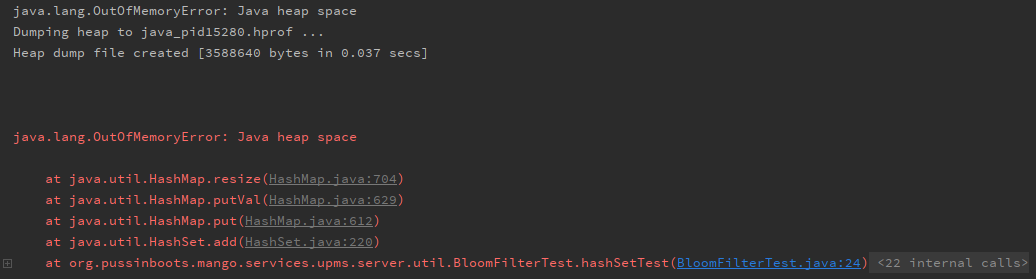 java.lang.OutOfMemoryError: Java heap space
Dumping heap to java_pid15280.hprof ...
Heap dump file created [3588640 bytes in 0.037 secs]
java.lang.OutOfMemoryError: Java heap space
at java.util.HashMap.resize(HashMap.java:704)
at java.util.HashMap.putVal(HashMap.java:629)
at java.util.HashMap.put(HashMap.java:612)
at java.util.HashSet.add(HashSet.java:220)
at org.pussinboots.mango.services.upms.server.util.BloomFilterTest.hashSetTest(BloomFilterTest.java:24) <22 internal calls>